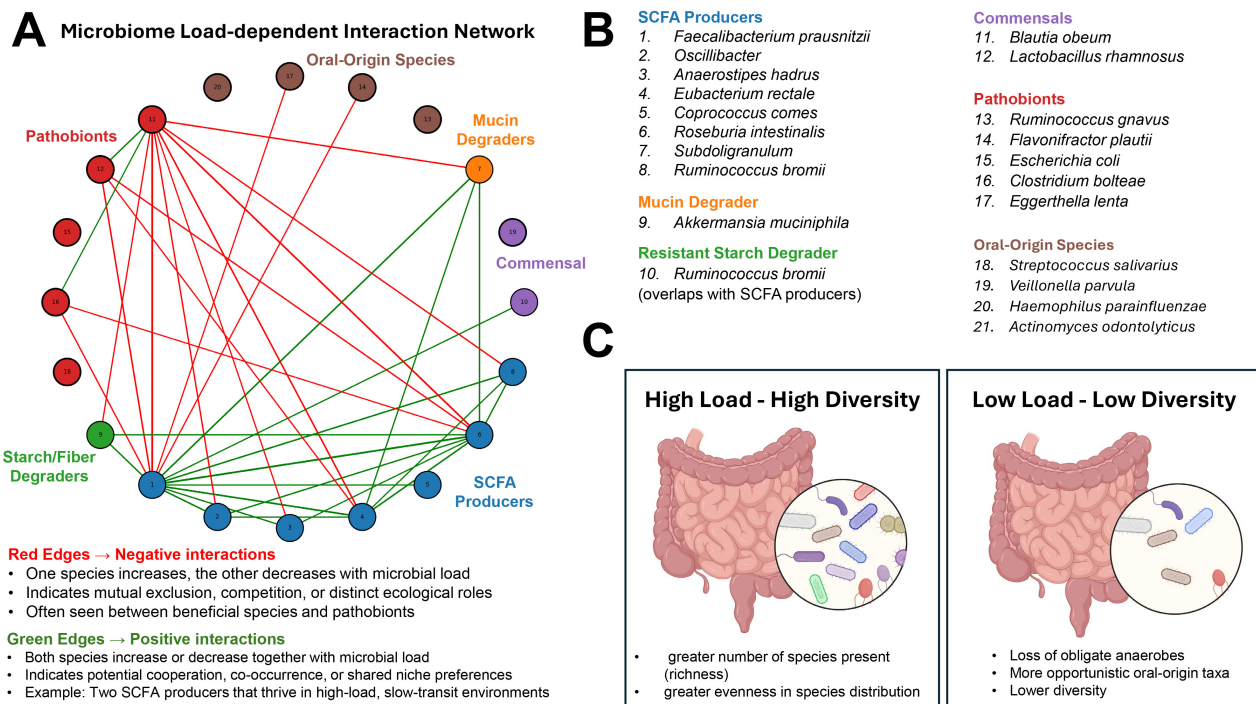 A
Microbiome Load-dependent Interaction Network
Oral-Origin Species
17
20
14
11
13
Pathobionts
Mucin
Degraders
12
7
15
19
Commensal
16
10
18
8
9
6
Starch/Fiber
Degraders
1
5
SCFA
Producers
2
3
4
Red Edges → Negative interactions
• One species increases, the other decreases with microbial load
• Indicates mutual exclusion, competition, or distinct ecological roles
• Often seen between beneficial species and pathobionts
Green Edges → Positive interactions
• Both species increase or decrease together with microbial load
• Indicates potential cooperation, co-occurrence, or shared niche preferences
• Example: Two SCFA producers that thrive in high-load, slow-transit environments
B
SCFA Producers
1. Faecalibacterium prausnitzii
2. Oscillibacter
3. Anaerostipes hadrus
4. Eubacterium rectale
5. Coprococcus comes
6. Roseburia intestinalis
7. Subdoligranulum
8. Ruminococcus bromii
Mucin Degrader
9. Akkermansia muciniphila
Resistant Starch Degrader
10. Ruminococcus bromii
(overlaps with SCFA producers)
Commensals
11. Blautia obeum
12. Lactobacillus rhamnosus
Pathobionts
13. Ruminococcus gnavus
14. Flavonifractor plautii
15. Escherichia coli
16. Clostridium bolteae
17. Eggerthella lenta
Oral-Origin Species
18. Streptococcus salivarius
19. Veillonella parvula
20. Haemophilus parainfluenzae
21. Actinomyces odontolyticus
C
High Load - High Diversity
• greater number of species present
(richness)
• greater evenness in species distribution
Low Load - Low Diversity
• Loss of obligate anaerobes
• More opportunistic oral-origin taxa
• Lower diversity